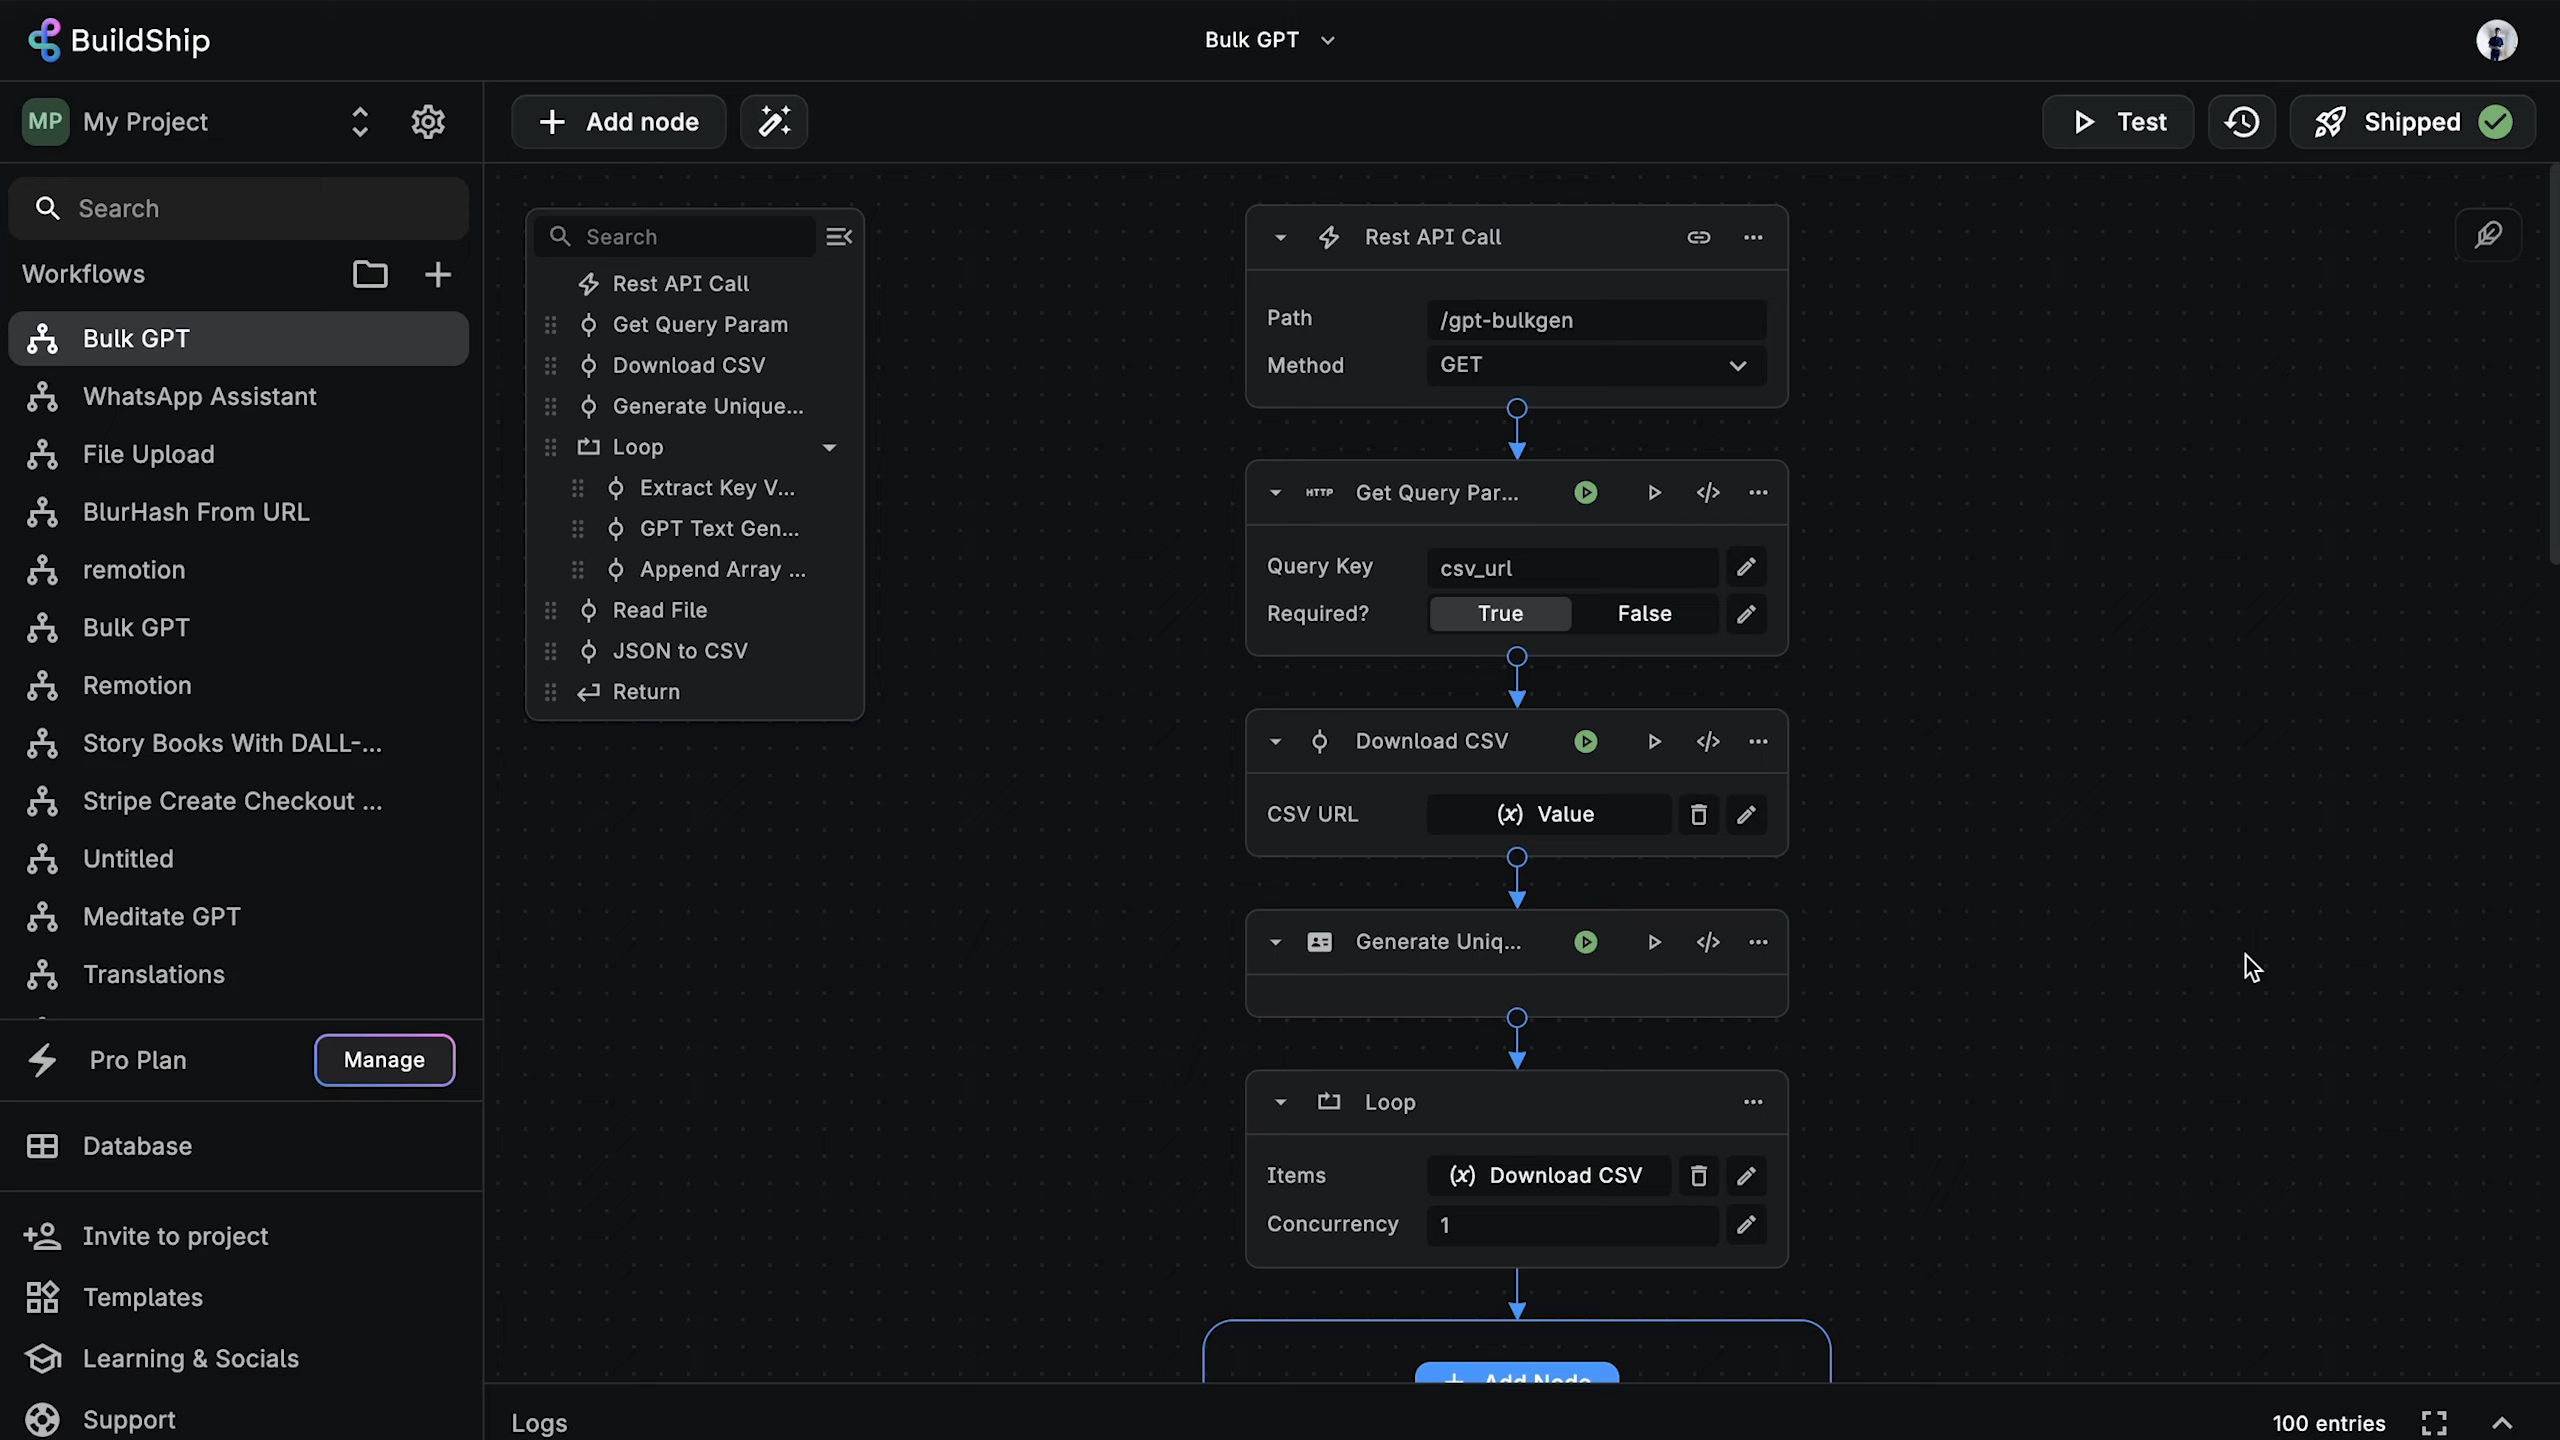 BuildShip
Bulk GPT
MP My Project
Add node
Test
Shipped
Search
Workflows
Bulk GPT
WhatsApp Assistant
File Upload
BlurHash From URL
remotion
Bulk GPT
Remotion
Story Books With DALL-...
Stripe Create Checkout ...
Untitled
Meditate GPT
Translations
Pro Plan
Manage
Database
Invite to project
Templates
Learning & Socials
Support
Search
Rest API Call
Get Query Param
Download CSV
Generate Unique...
Loop
Extract Key V...
GPT Text Gen...
Append Array ...
Read File
JSON to CSV
Return
Rest API Call
Path /gpt-bulkgen
Method GET
HTTP Get Query Par...
Query Key csv_url
Required? True False
Download CSV
CSV URL (x) Value
Generate Uniq...
Loop
Items (x) Download CSV
Concurrency 1
Add Node
Logs
100 entries